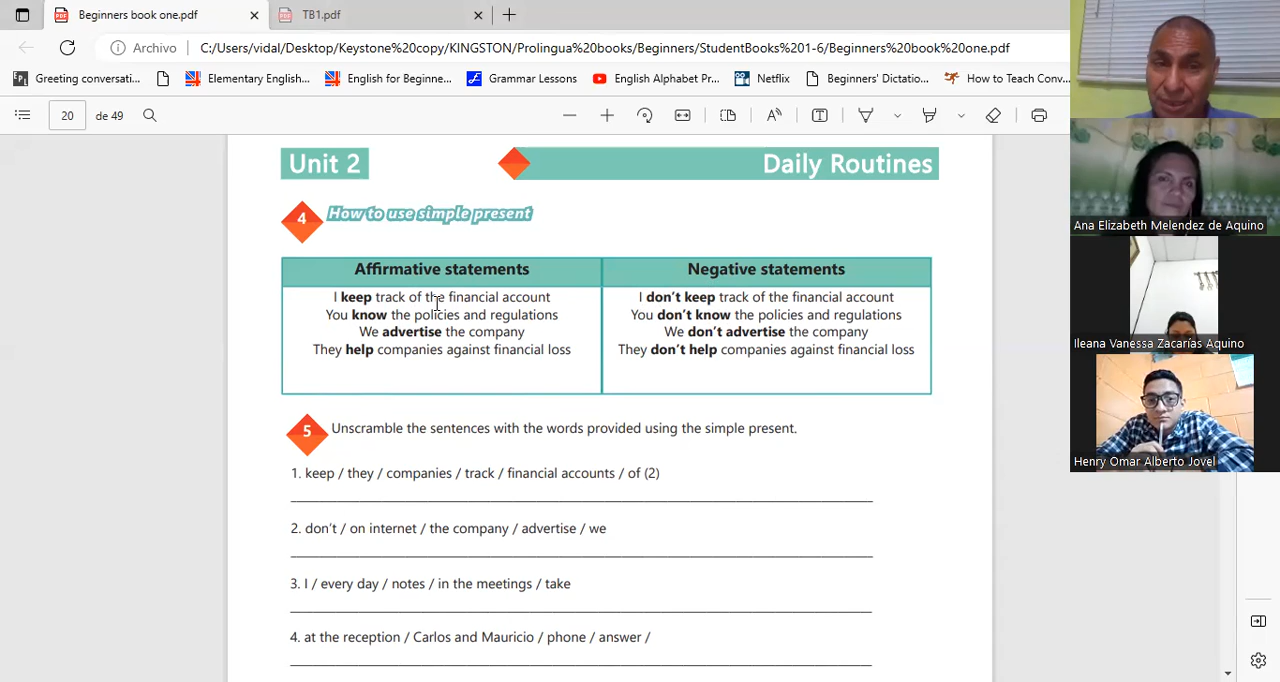 Beginners book one.pdf
TB1.pdf
Archivo
C:/Users/vidal/Desktop/Keystone%20copy/KINGSTON/Prolingua%20books/Beginners/StudentBooks%201-6/Beginners%20book%20one.pdf
Greeting conversati...
Elementary English...
English for Beginne...
Grammar Lessons
English Alphabet Pr...
Netflix
Beginners' Dictatio...
How to Teach Conv...
20 de 49
Unit 2
Daily Routines
4 How to use simple present
Affirmative statements
I keep track of the financial account
You know the policies and regulations
We advertise the company
They help companies against financial loss
Negative statements
I don't keep track of the financial account
You don't know the policies and regulations
We don't advertise the company
They don't help companies against financial loss
5 Unscramble the sentences with the words provided using the simple present.
1. keep / they / companies / track / financial accounts / of (2)
2. don't / on internet / the company / advertise / we
3. I / every day / notes / in the meetings / take
4. at the reception / Carlos and Mauricio / phone / answer /
Ana Elizabeth Melendez de Aquino
Ileana Vanessa Zacarías Aquino
Henry Omar Alberto Jovel